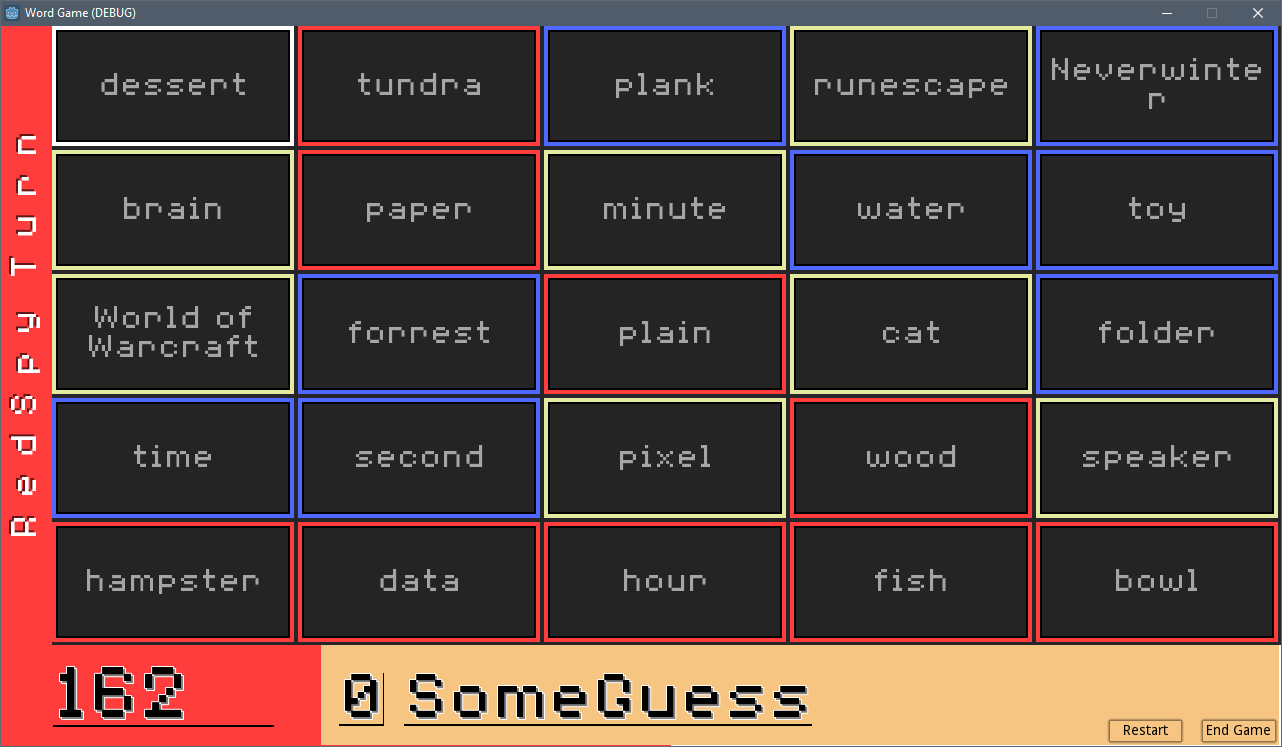 Word Game (DEBUG)
Red Spy Turn
dessert
tundra
plank
runescape
Neverwinte
r
brain
paper
minute
water
toy
World of
Warcraft
forrest
plain
cat
folder
time
second
pixel
wood
speaker
hampster
data
hour
fish
bowl
162
0 SomeGuess
Restart
End Game